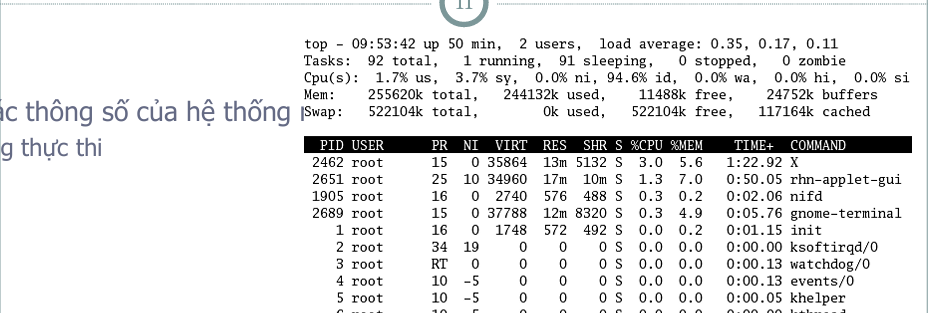 11
ác thông số của hệ thống
g thực thi
top - 09:53:42 up 50 min,  2 users,  load average: 0.35, 0.17, 0.11
Tasks:  92 total,   1 running,  91 sleeping,   0 stopped,   0 zombie
Cpu(s):  1.7% us,  3.7% sy,  0.0% ni, 94.6% id,  0.0% wa,  0.0% hi,  0.0% si
Mem:    255620k total,   244132k used,    11488k free,    24752k buffers
Swap:   522104k total,        0k used,   522104k free,   117164k cached
PID USER      PR  NI  VIRT  RES  SHR S %CPU %MEM    TIME+  COMMAND
2462 root      15   0 35864  13m 5132 S  3.0  5.6   1:22.92 X
2651 root      25  10 34960  17m  10m S  1.3  7.0   0:50.05 rhn-applet-gui
1905 root      16   0  2740  576  488 S  0.3  0.2   0:02.06 nifd
2689 root      15   0 37788  12m 8320 S  0.3  4.9   0:05.76 gnome-terminal
1 root      16   0  1748  572  492 S  0.0  0.2   0:01.15 init
2 root      34  19     0    0    0 S  0.0  0.0   0:00.00 ksoftirqd/0
3 root      RT   0     0    0    0 S  0.0  0.0   0:00.13 watchdog/0
4 root      10  -5     0    0    0 S  0.0  0.0   0:00.13 events/0
5 root      10  -5     0    0    0 S  0.0  0.0   0:00.05 khelper